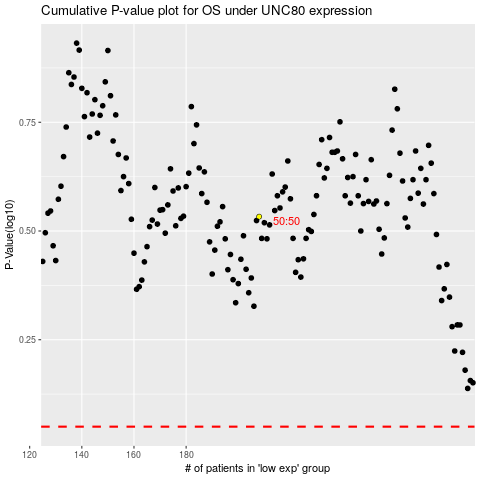 Cumulative P-value plot for OS under UNC80 expression
P-Value(log10)
0.75
0.50
0.25
50:50
120 140 160 180
# of patients in 'low exp' group